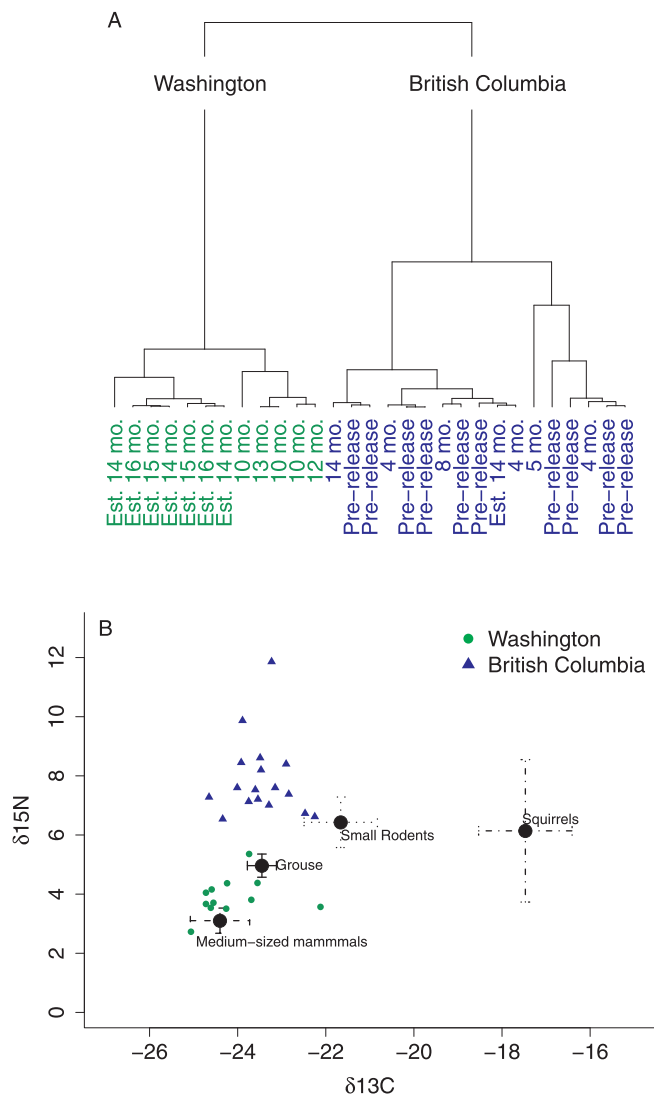 A
Washington
British Columbia
Est. 14 mo.
Est. 16 mo.
Est. 15 mo.
Est. 14 mo.
Est. 15 mo.
Est. 16 mo.
Est. 14 mo.
10 mo.
13 mo.
10 mo.
10 mo.
12 mo.
14 mo.
Pre−release
Pre−release
4 mo.
Pre−release
Pre−release
8 mo.
Pre−release
Pre−release
Est. 14 mo.
4 mo.
5 mo.
Pre−release
Pre−release
4 mo.
Pre−release
Pre−release
B
Washington
British Columbia
12
10
8
6
4
2
0
δ15N
Squirrels
Small Rodents
Grouse
Medium−sized mammmals
−26 −24 −22 −20 −18 −16
δ13C